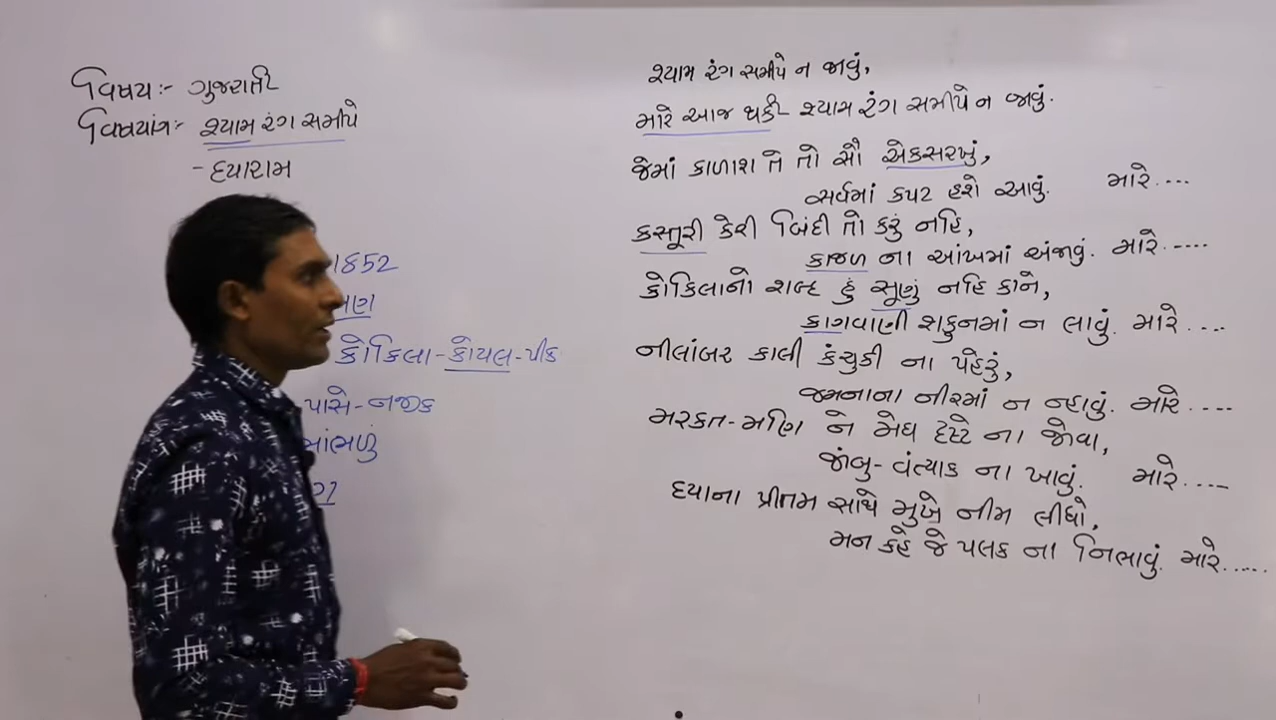 વિષય:- ગુજરાતી
વિષયાંગ:- શ્યામ રંગ સમીપે
- દયારામ
1852
કોકિલા-કોયલ-પીક
પાસે-નજીક
શ્યામ રંગ સમીપે ન જાવું,
મારે આજ થકી શ્યામ રંગ સમીપે ન જાવું.
જેમાં કાળાશ તે તો સૌ એકસરખું,
સર્વમાં કપટ હશે આવું. મારે....
કસ્તૂરી કેરી બિંદી તો કરું નહિ,
કાજળ ના આંખમાં અંજાવું. મારે.....
કોકિલાનો શબ્દ હું સૂણું નહિ કાને,
કાગવાણી શકુનમાં ન લાવું. મારે....
નીલાંબર કાલી કંચુકી ના પહેરું,
જમનાના નીરમાં ન ન્હાવું. મારે....
મરકત-મણિ ને મેઘ દૃષ્ટે ના જોવા,
જાંબુ-વંત્યાક ના ખાવું. મારે.....
દયાના પ્રીતમ સાથે મુખે નીમ લીધો,
મન કહે જે પલક ના નિભાવું. મારે......